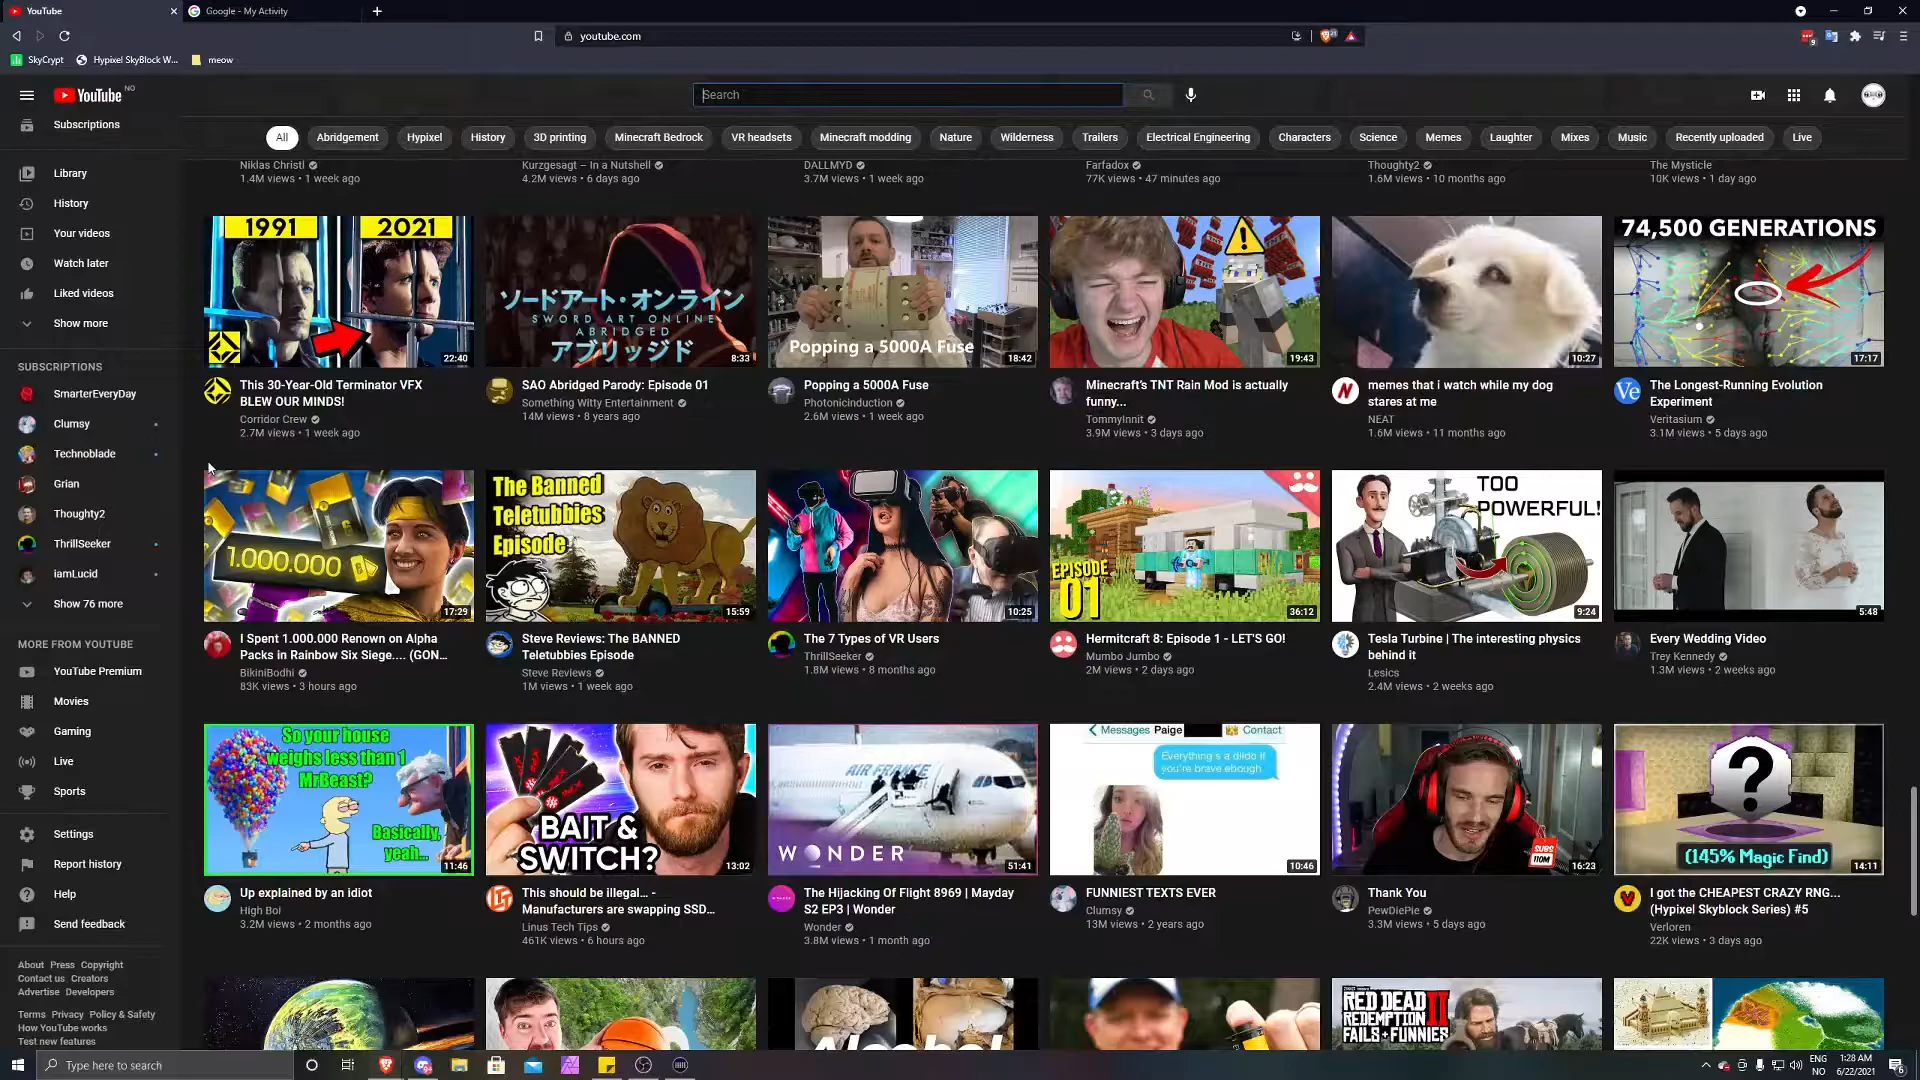 YouTube
Google - My Activity
youtube.com
SkyCrypt
Hypixel SkyBlock W...
meow
YouTube NO
Search
Subscriptions
All
Abridgement
Hypixel
History
3D printing
Minecraft Bedrock
VR headsets
Minecraft modding
Nature
Wilderness
Trailers
Electrical Engineering
Characters
Science
Memes
Laughter
Mixes
Music
Recently uploaded
Live
Niklas Christl
1.4M views • 1 week ago
Kurzgesagt – In a Nutshell
4.2M views • 6 days ago
DALLMYD
3.7M views • 1 week ago
Farfadox
77K views • 47 minutes ago
Thoughty2
1.6M views • 10 months ago
The Mysticle
10K views • 1 day ago
Library
History
Your videos
Watch later
Liked videos
Show more
SUBSCRIPTIONS
SmarterEveryDay
Clumsy
Technoblade
Grian
Thoughty2
ThrillSeeker
iamLucid
Show 76 more
MORE FROM YOUTUBE
YouTube Premium
Movies
Gaming
Live
Sports
Settings
Report history
Help
Send feedback
About Press Copyright
Contact us Creators
Advertise Developers
Terms Privacy Policy & Safety
How YouTube works
Test new features
1991
2021
22:40
This 30-Year-Old Terminator VFX
BLEW OUR MINDS!
Corridor Crew
2.7M views • 1 week ago
ソードアート・オンライン
SWORD ART ONLINE
ABRIDGED
アブリッジド
8:33
SAO Abridged Parody: Episode 01
Something Witty Entertainment
14M views • 8 years ago
Popping a 5000A Fuse
18:42
Popping a 5000A Fuse
Photonicinduction
2.6M views • 1 week ago
TNT
19:43
Minecraft's TNT Rain Mod is actually
funny...
TommyInnit
3.9M views • 3 days ago
10:27
memes that i watch while my dog
stares at me
NEAT
1.6M views • 11 months ago
74,500 GENERATIONS
17:17
Ve
The Longest-Running Evolution
Experiment
Veritasium
3.1M views • 5 days ago
1.000.000
17:29
I Spent 1.000.000 Renown on Alpha
Packs in Rainbow Six Siege.... (GON...
BikiniBodhi
83K views • 3 hours ago
The Banned
Teletubbies
Episode
15:59
Steve Reviews: The BANNED
Teletubbies Episode
Steve Reviews
1M views • 1 week ago
10:25
The 7 Types of VR Users
ThrillSeeker
1.8M views • 8 months ago
EPISODE
01
36:12
Hermitcraft 8: Episode 1 - LET'S GO!
Mumbo Jumbo
2M views • 2 days ago
TOO
POWERFUL!
9:24
Tesla Turbine | The interesting physics
behind it
Lesics
2.4M views • 2 weeks ago
5:48
Every Wedding Video
Trey Kennedy
1.3M views • 2 weeks ago
So your house
weighs less than 1
MrBeast?
Basically,
yeah...
11:46
Up explained by an idiot
High Boi
3.2M views • 2 months ago
BAIT &
SWITCH?
13:02
This should be illegal... -
Manufacturers are swapping SSD...
Linus Tech Tips
461K views • 6 hours ago
AIR FRANCE
WONDER
51:41
The Hijacking Of Flight 8969 | Mayday
S2 EP3 | Wonder
Wonder
3.8M views • 1 month ago
Messages Paige
Contact
Everything's a dildo if
you're brave ebough
10:46
FUNNIEST TEXTS EVER
Clumsy
13M views • 2 years ago
SUBS
110M
16:23
Thank You
PewDiePie
3.3M views • 5 days ago
?
(145% Magic Find)
14:11
I got the CHEAPEST CRAZY RNG...
(Hypixel Skyblock Series) #5
Verloren
22K views • 3 days ago
Alcohol
RED DEAD
REDEMPTION II
FAILS + FUNNIES
Type here to search
ENG
NO
1:28 AM
6/22/2021